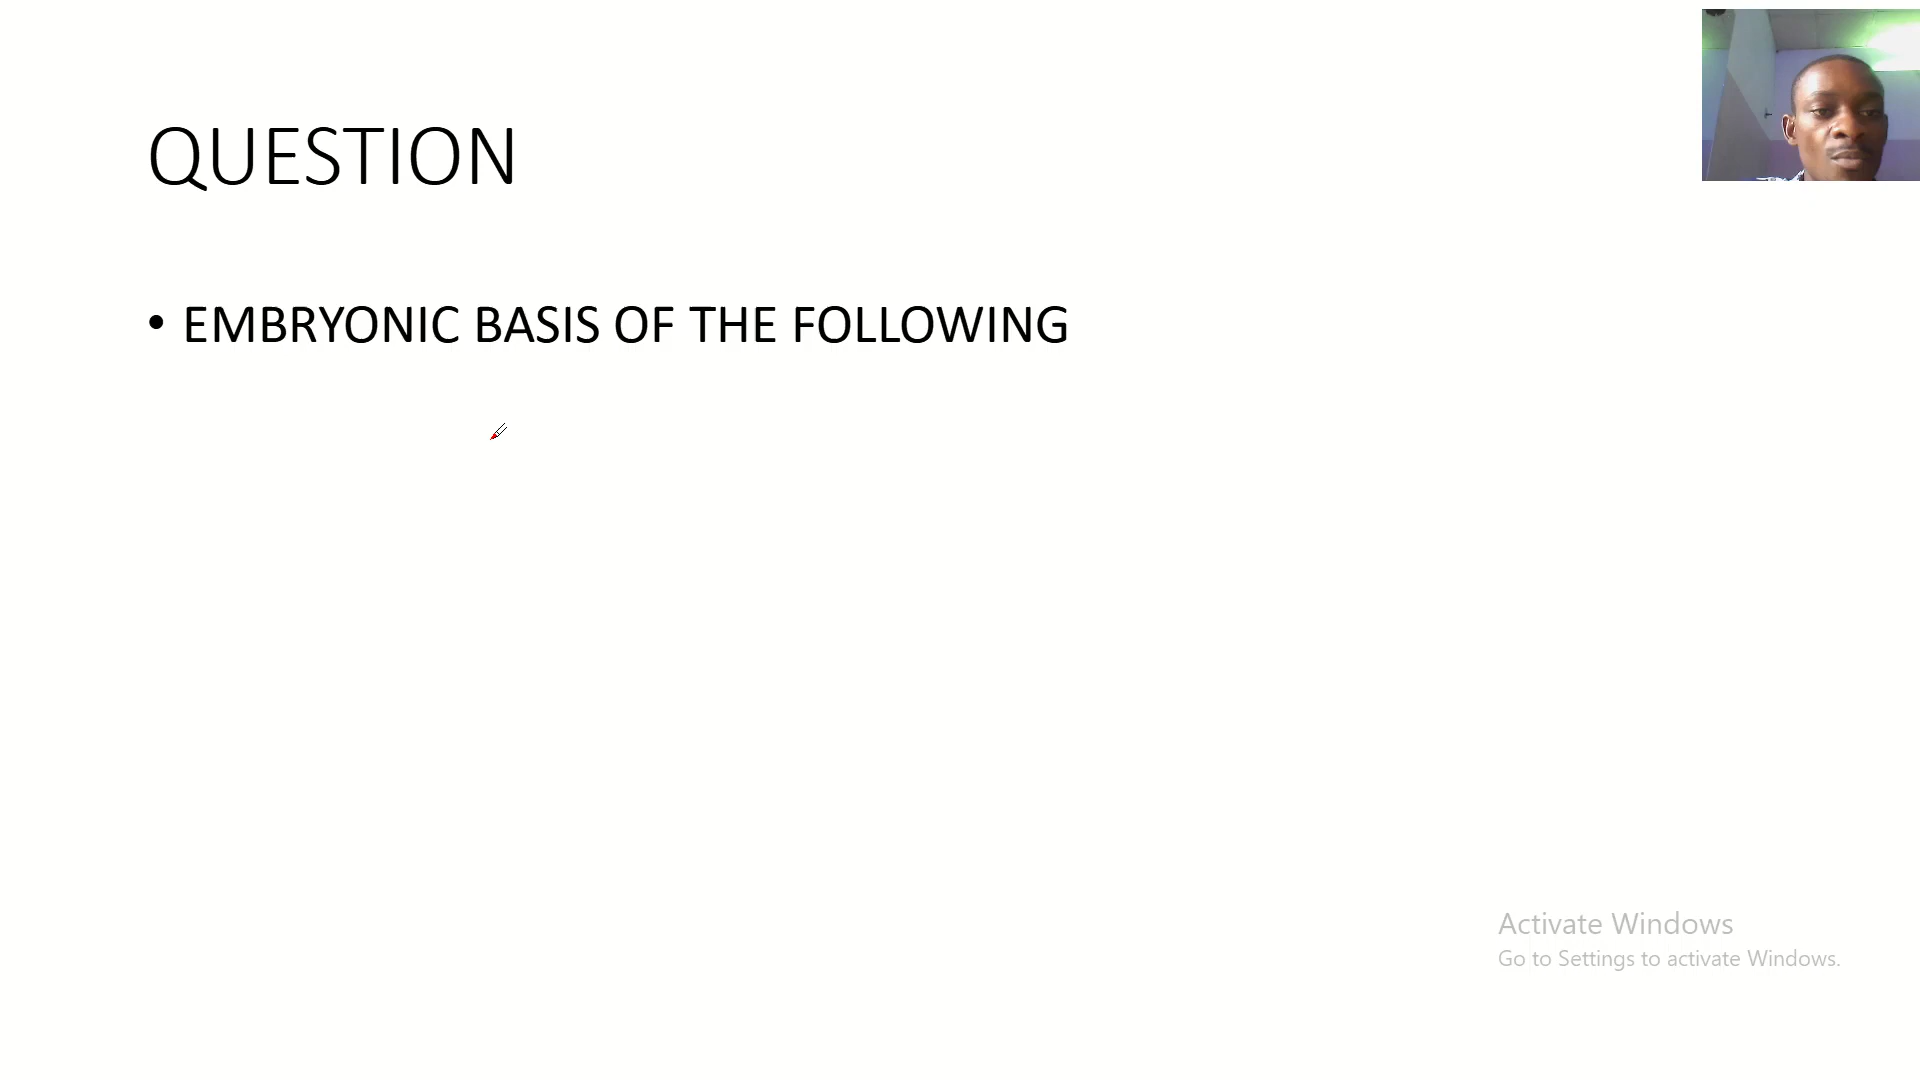 QUESTION
• EMBRYONIC BASIS OF THE FOLLOWING
Activate Windows
Go to Settings to activate Windows.